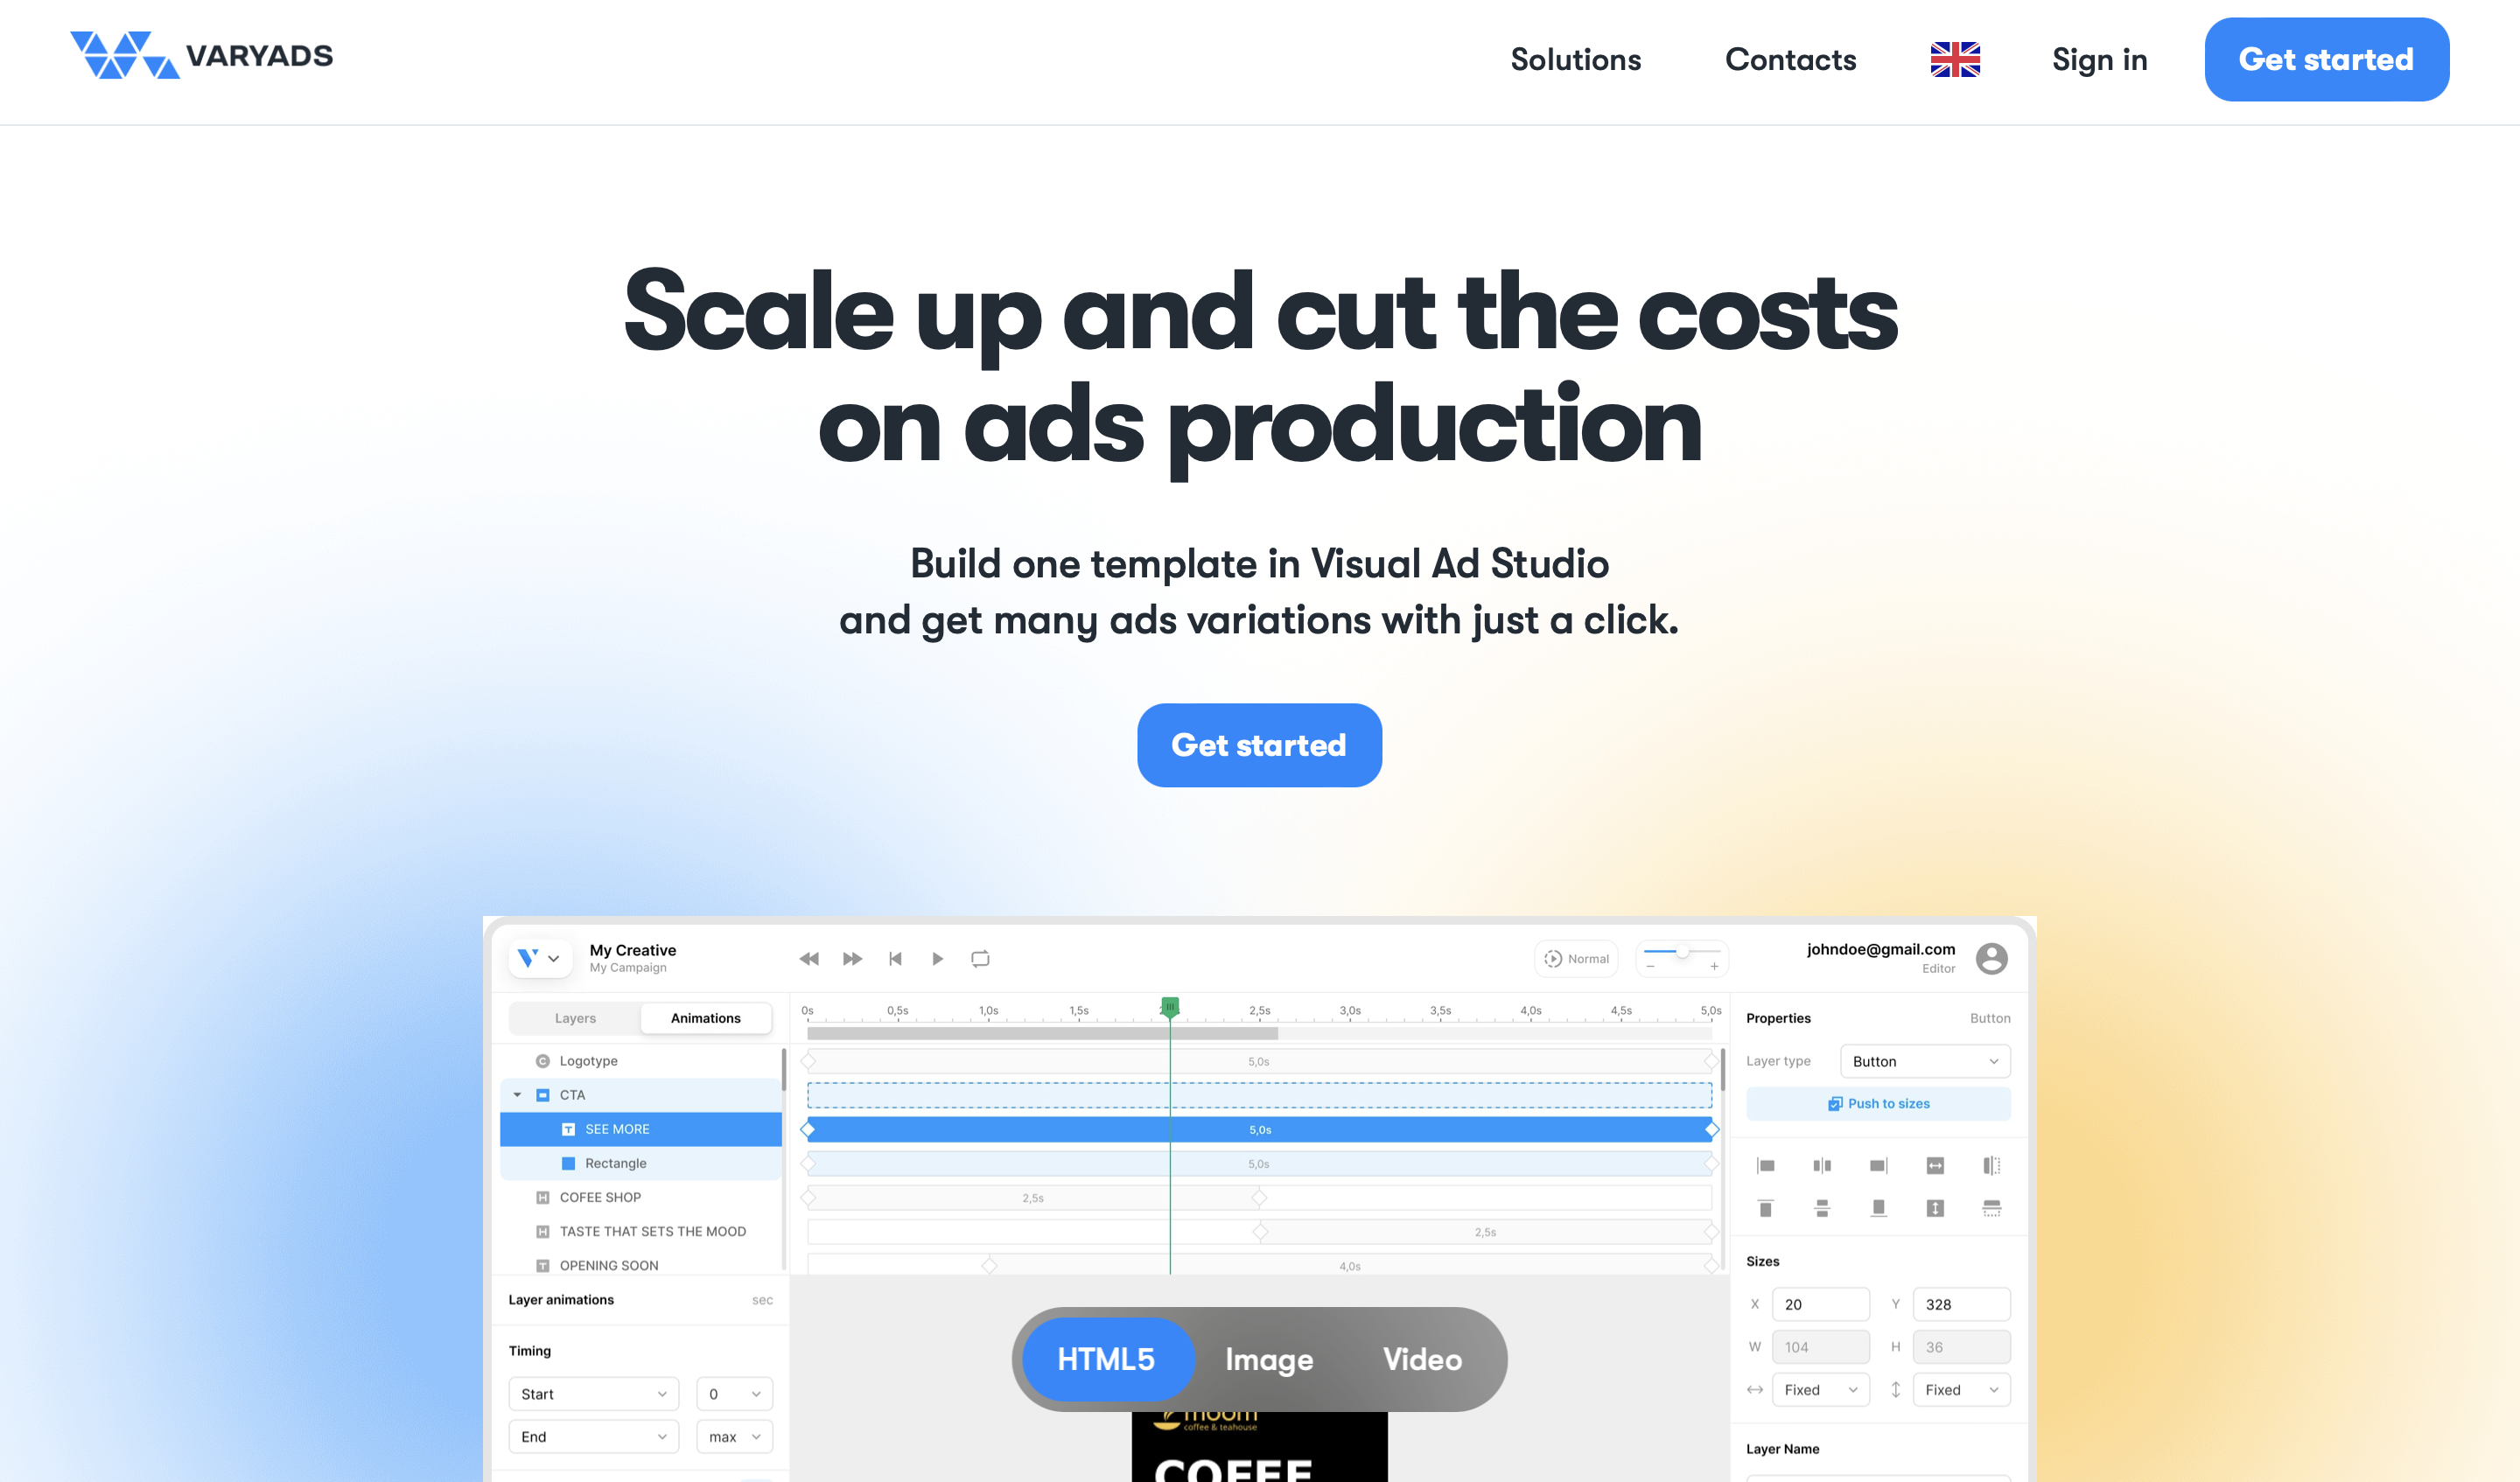 VARYADS
Solutions
Contacts
Sign in
Get started
Scale up and cut the costs
on ads production
Build one template in Visual Ad Studio
and get many ads variations with just a click.
Get started
My Creative
My Campaign
Normal
johndoe@gmail.com
Editor
Layers
Animations
0s 0,5s 1,0s 1,5s 2,5s 3,0s 3,5s 4,0s 4,5s 5,0s
Properties
Button
Logotype
5,0s
Layer type
Button
CTA
Push to sizes
SEE MORE
5,0s
Rectangle
5,0s
COFEE SHOP
2,5s
TASTE THAT SETS THE MOOD
2,5s
OPENING SOON
4,0s
Sizes
Layer animations
sec
X 20 Y 328
Timing
W 104 H 36
HTML5
Image
Video
Start
0
Fixed
Fixed
End
max
moom
coffee & teahouse
Layer Name
COFEE